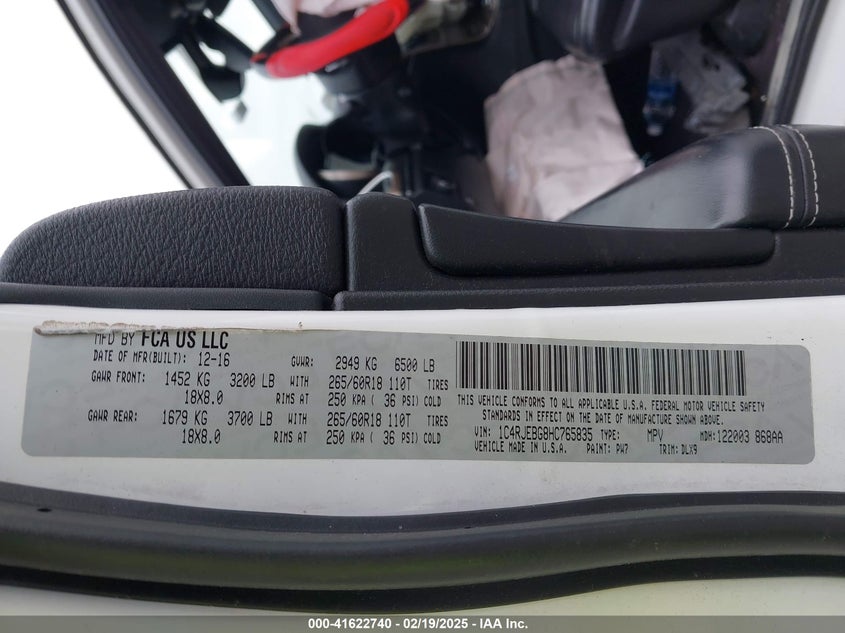 MFD BY FCA US LLC
DATE OF MFR(BUILT): 12-16 GVWR: 2949 KG 6500 LB
GAWR FRONT: 1452 KG 3200 LB WITH 265/60R18 110T TIRES
18X8.0 RIMS AT 250 KPA ( 36 PSI) COLD
GAWR REAR: 1679 KG 3700 LB WITH 265/60R18 110T TIRES
18X8.0 RIMS AT 250 KPA ( 36 PSI) COLD
THIS VEHICLE CONFORMS TO ALL APPLICABLE U.S.A. FEDERAL MOTOR VEHICLE SAFETY
STANDARDS IN EFFECT ON THE DATE OF MANUFACTURE SHOWN ABOVE.
VIN: 1C4RJEBG8HC765835 TYPE: MPV MDH: 122003 868AA
VEHICLE MADE IN U.S.A. PAINT: PW7 TRIM: DLX9
000-41622740 - 02/19/2025 - IAA Inc.